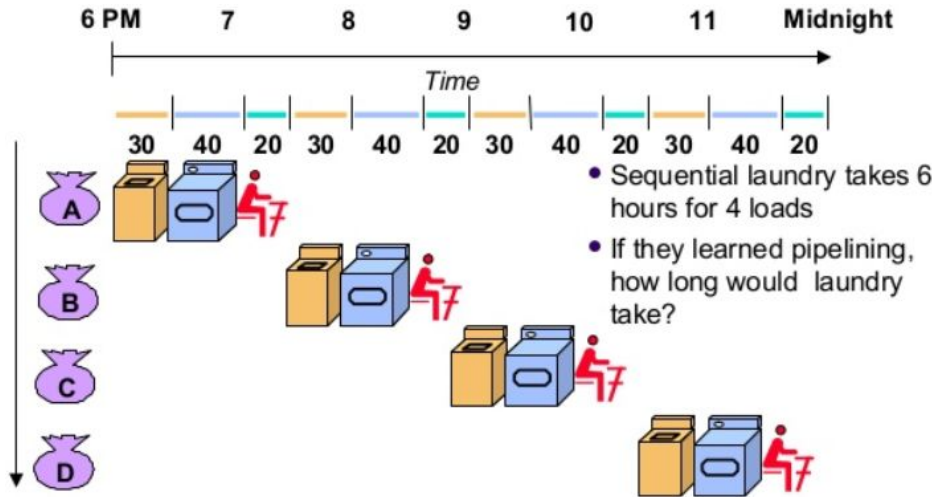 6 PM 7 8 9 10 11 Midnight
Time
30 40 20 30 40 20 30 40 20 30 40 20
A
• Sequential laundry takes 6
hours for 4 loads
B
• If they learned pipelining,
how long would laundry
take?
C
D